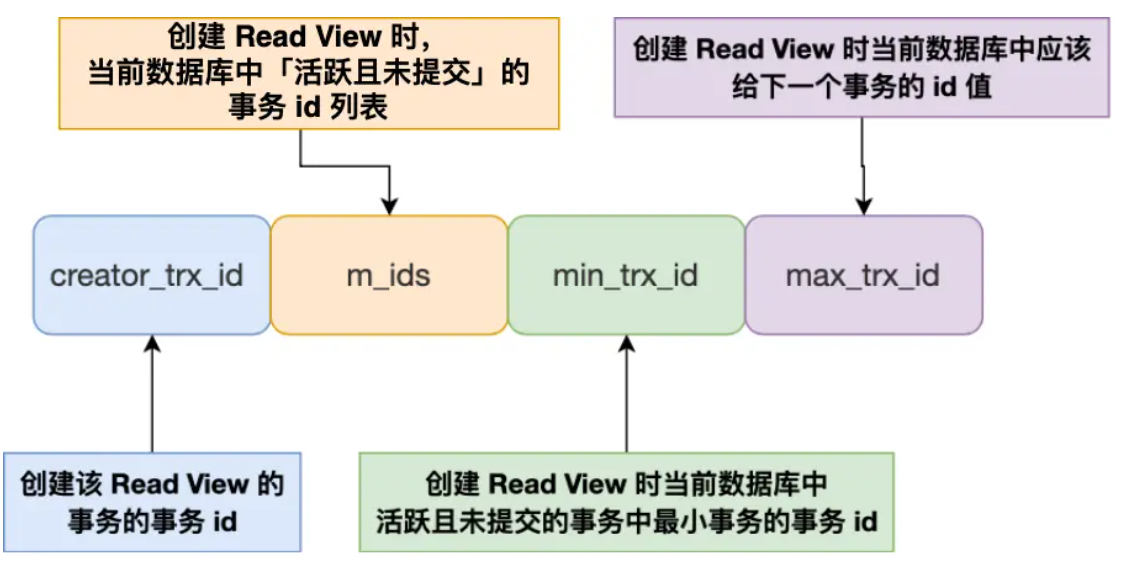 创建 Read View 时，
当前数据库中「活跃且未提交」的
事务 id 列表
创建 Read View 时当前数据库中应该
给下一个事务的 id 值
creator_trx_id
m_ids
min_trx_id
max_trx_id
创建该 Read View 的
事务的事务 id
创建 Read View 时当前数据库中
活跃且未提交的事务中最小事务的事务 id